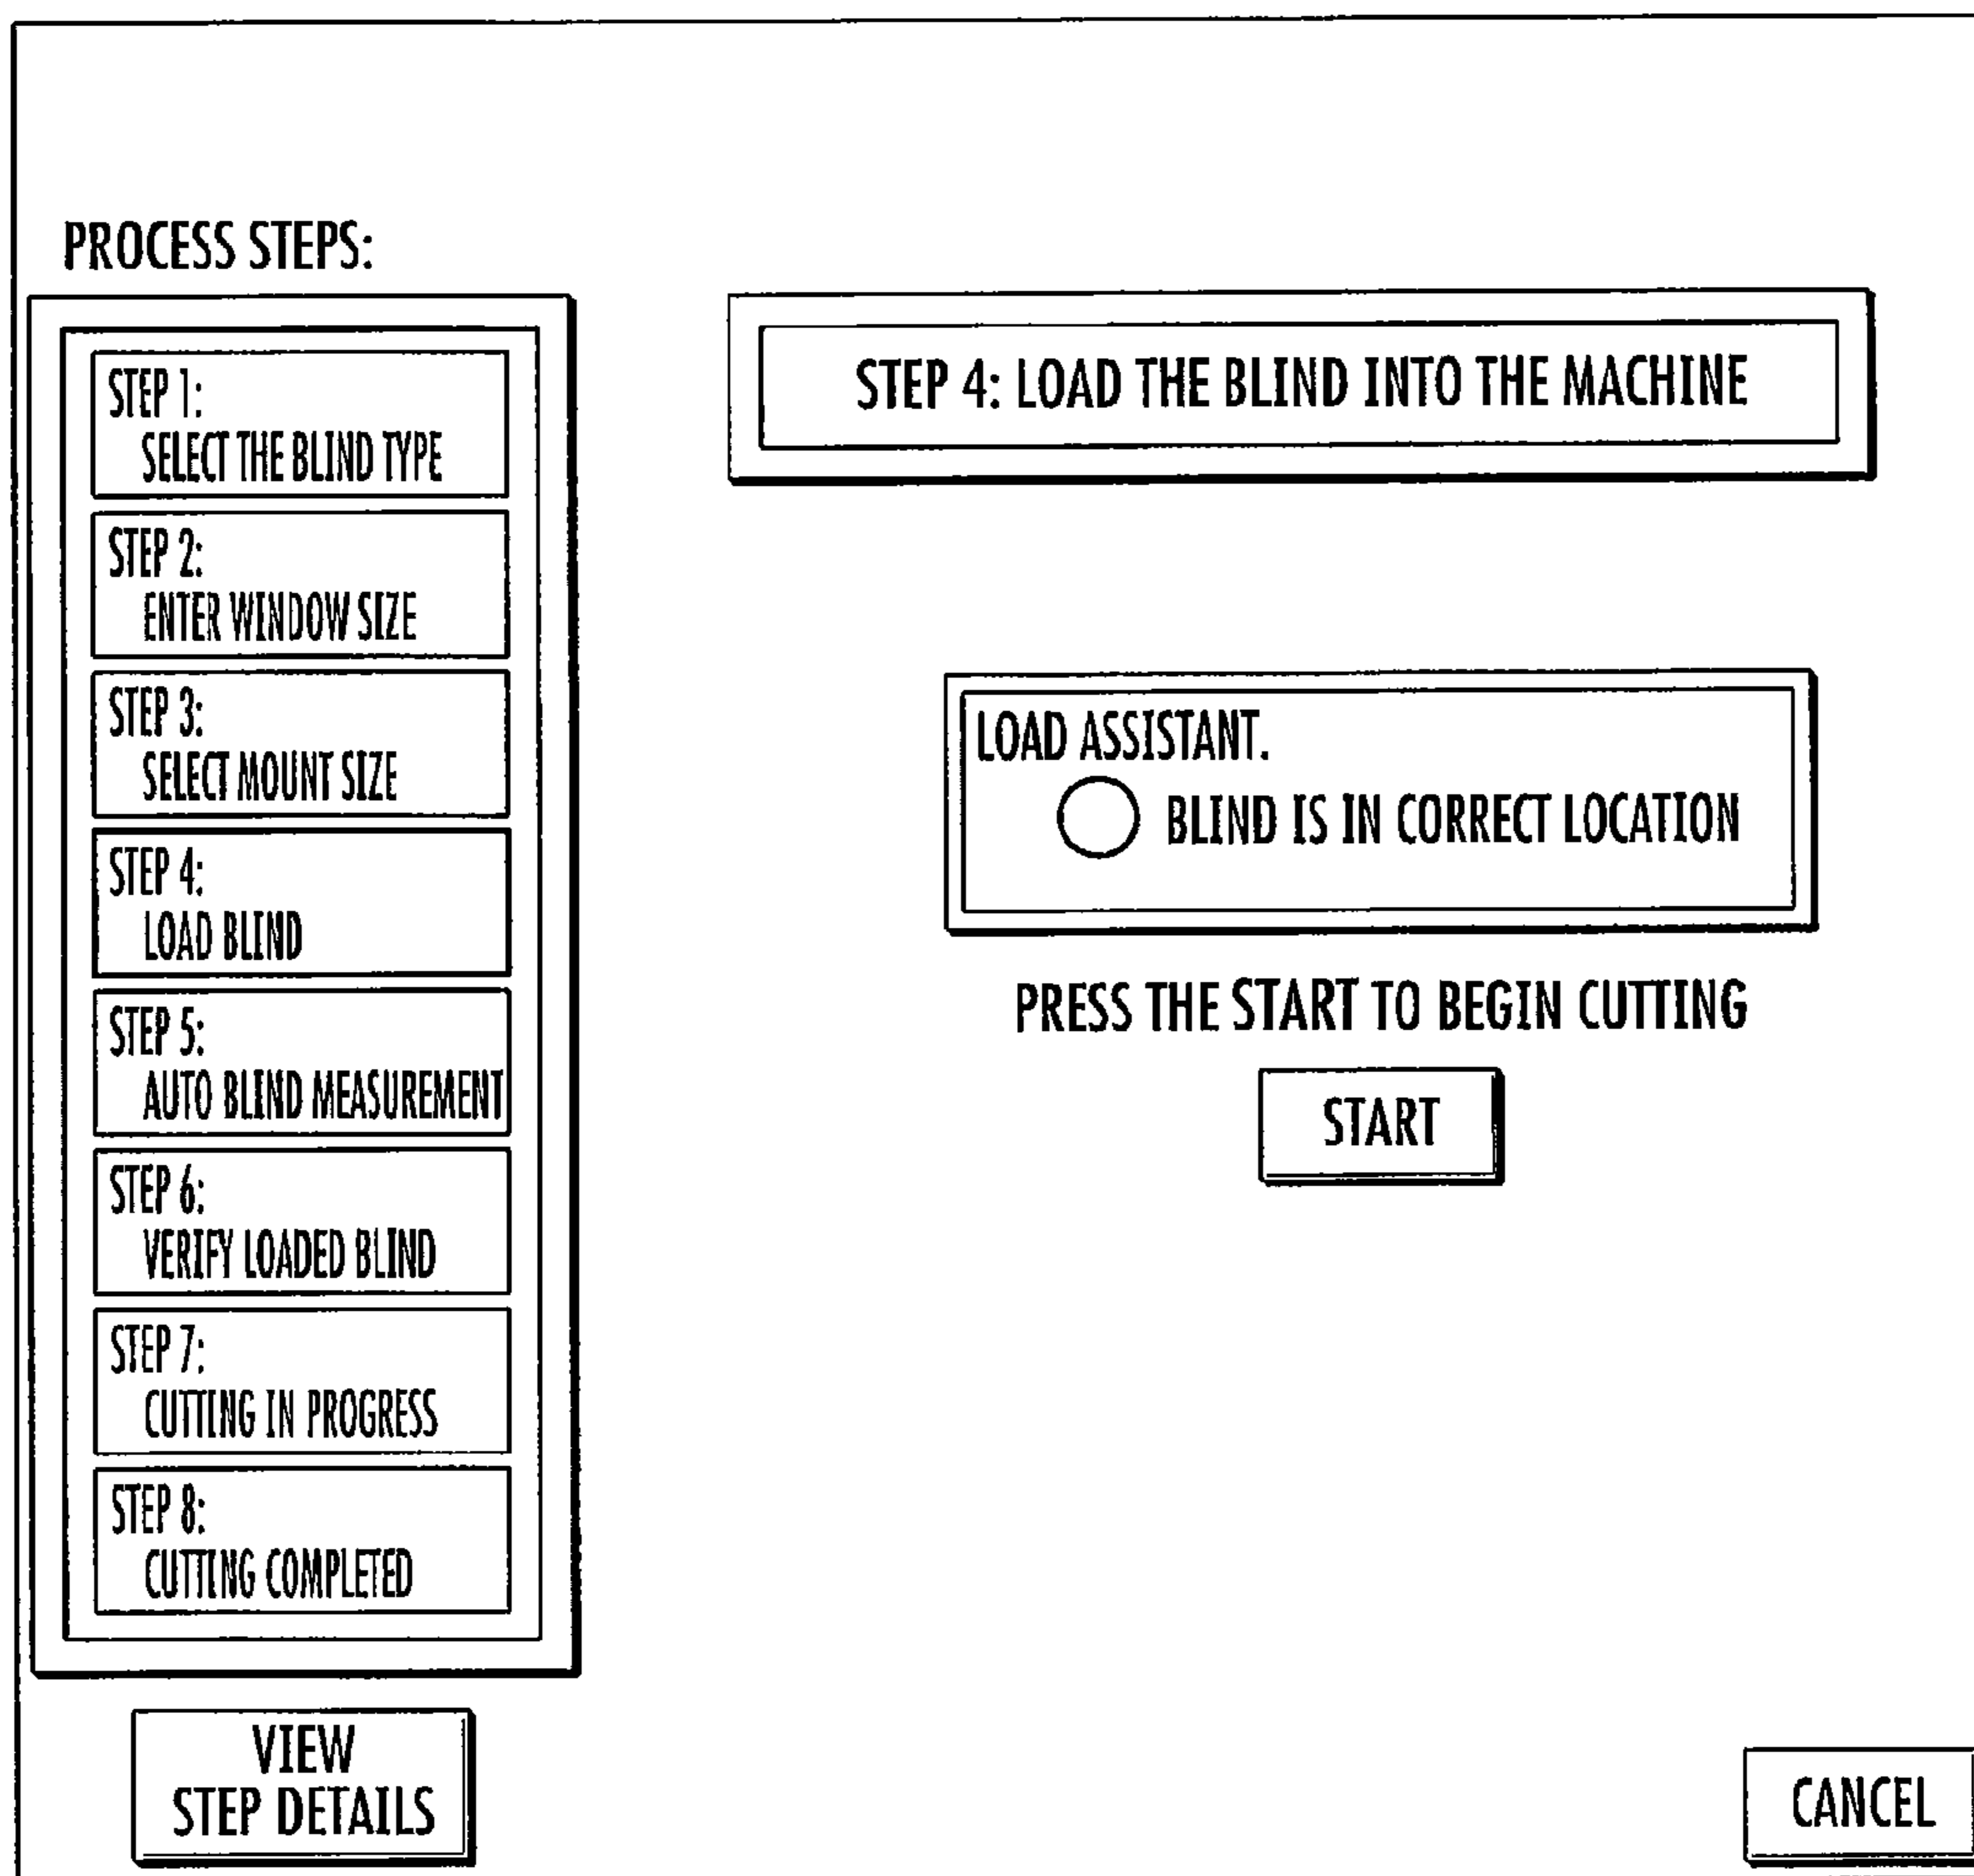 PROCESS STEPS:
STEP 1:
SELECT THE BLIND TYPE
STEP 2:
ENTER WINDOW SIZE
STEP 3:
SELECT MOUNT SIZE
STEP 4:
LOAD BLIND
STEP 5:
AUTO BLIND MEASUREMENT
STEP 6:
VERIFY LOADED BLIND
STEP 7:
CUTTING IN PROGRESS
STEP 8:
CUTTING COMPLETED
VIEW
STEP DETAILS
STEP 4: LOAD THE BLIND INTO THE MACHINE
LOAD ASSISTANT.
BLIND IS IN CORRECT LOCATION
PRESS THE START TO BEGIN CUTTING
START
CANCEL